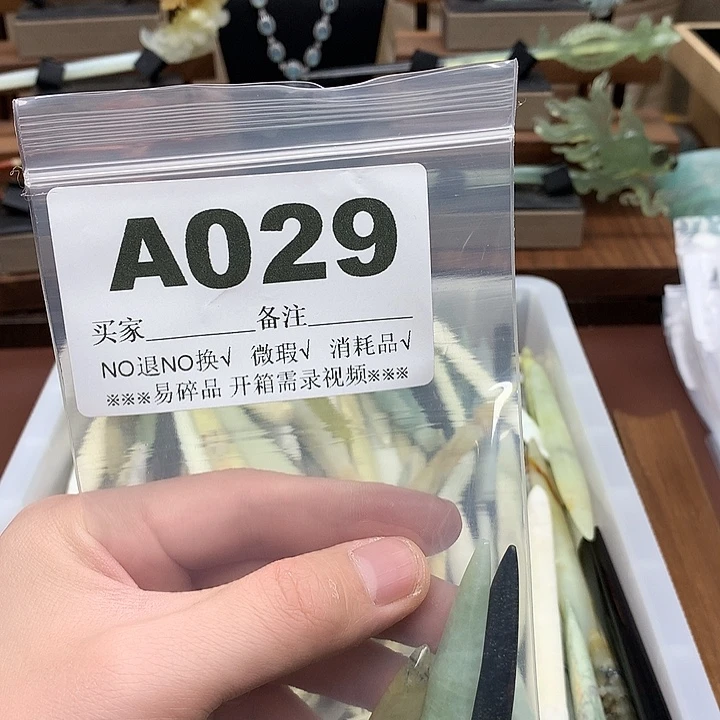 A029
买家________备注________
NO退NO换√ 微瑕√ 消耗品√
※※※易碎品 开箱需录视频※※※